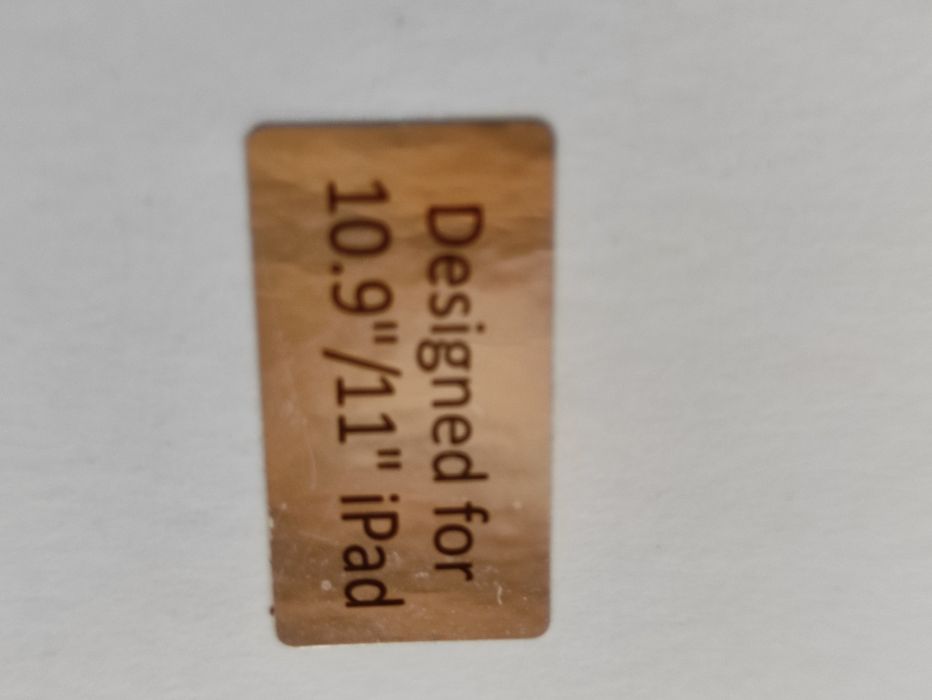 Designed for
10.9"/11" iPad